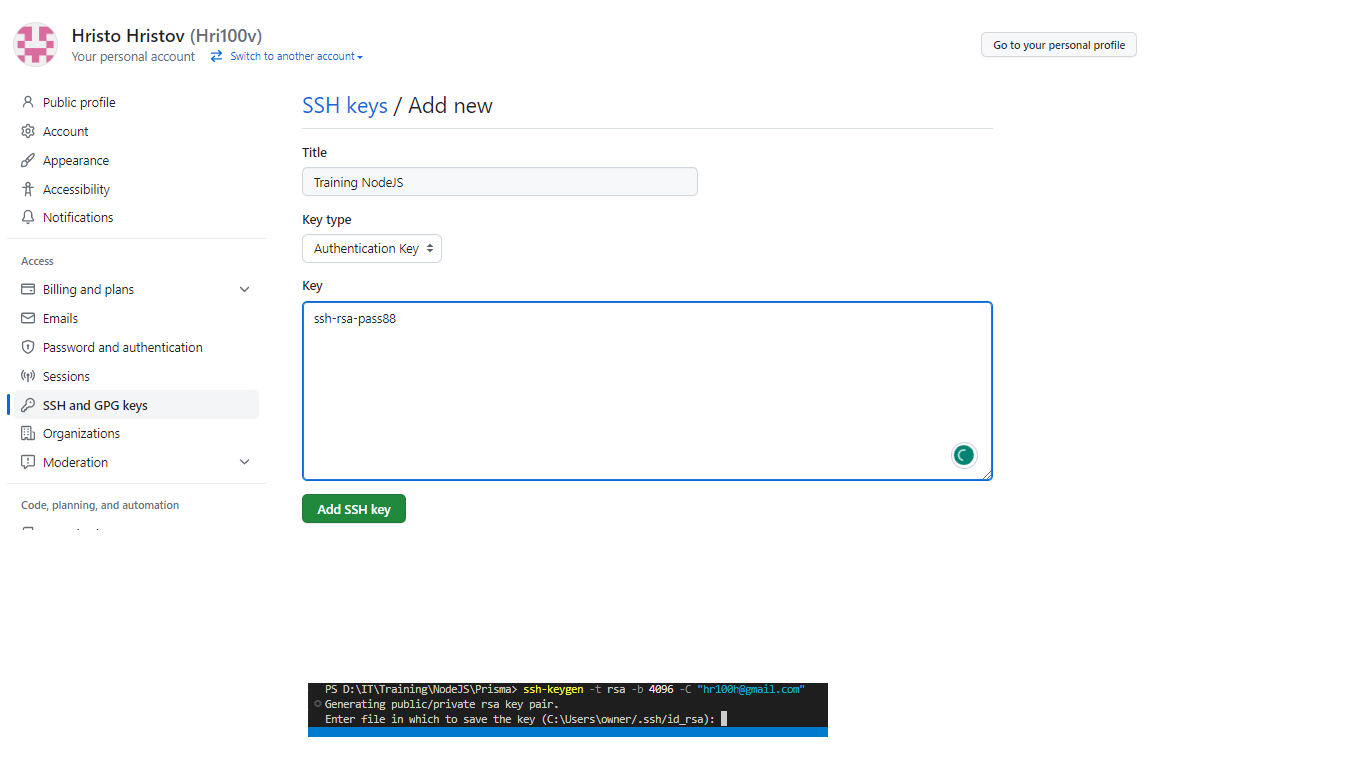 Hristo Hristov (Hri100v)
Your personal account Switch to another account
Go to your personal profile
Public profile
Account
Appearance
Accessibility
Notifications
Access
Billing and plans
Emails
Password and authentication
Sessions
SSH and GPG keys
Organizations
Moderation
Code, planning, and automation
SSH keys / Add new
Title
Training NodeJS
Key type
Authentication Key
Key
ssh-rsa-pass88
Add SSH key
PS D:\IT\Training\NodeJS\Prisma> ssh-keygen -t rsa -b 4096 -C "hr100h@gmail.com"
Generating public/private rsa key pair.
Enter file in which to save the key (C:\Users\owner/.ssh/id_rsa):